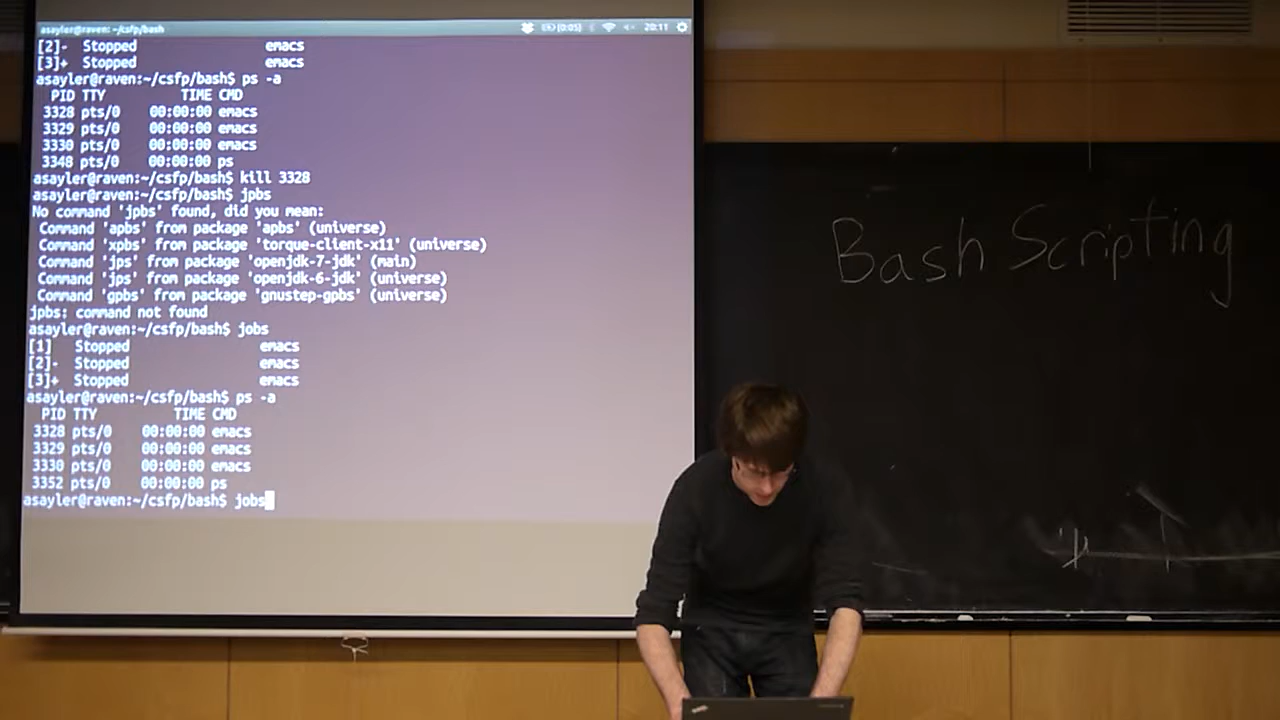 asayler@raven: ~/csfp/bash (0:05) 20:11
[2]- Stopped emacs
[3]+ Stopped emacs
asayler@raven:~/csfp/bash$ ps -a
PID TTY TIME CMD
3328 pts/0 00:00:00 emacs
3329 pts/0 00:00:00 emacs
3330 pts/0 00:00:00 emacs
3348 pts/0 00:00:00 ps
asayler@raven:~/csfp/bash$ kill 3328
asayler@raven:~/csfp/bash$ jpbs
No command 'jpbs' found, did you mean:
Command 'apbs' from package 'apbs' (universe)
Command 'xpbs' from package 'torque-client-x11' (universe)
Command 'jps' from package 'openjdk-7-jdk' (main)
Command 'jps' from package 'openjdk-6-jdk' (universe)
Command 'gpbs' from package 'gnustep-gpbs' (universe)
jpbs: command not found
asayler@raven:~/csfp/bash$ jobs
[1] Stopped emacs
[2]- Stopped emacs
[3]+ Stopped emacs
asayler@raven:~/csfp/bash$ ps -a
PID TTY TIME CMD
3328 pts/0 00:00:00 emacs
3329 pts/0 00:00:00 emacs
3330 pts/0 00:00:00 emacs
3352 pts/0 00:00:00 ps
asayler@raven:~/csfp/bash$ jobs
Bash Scripting